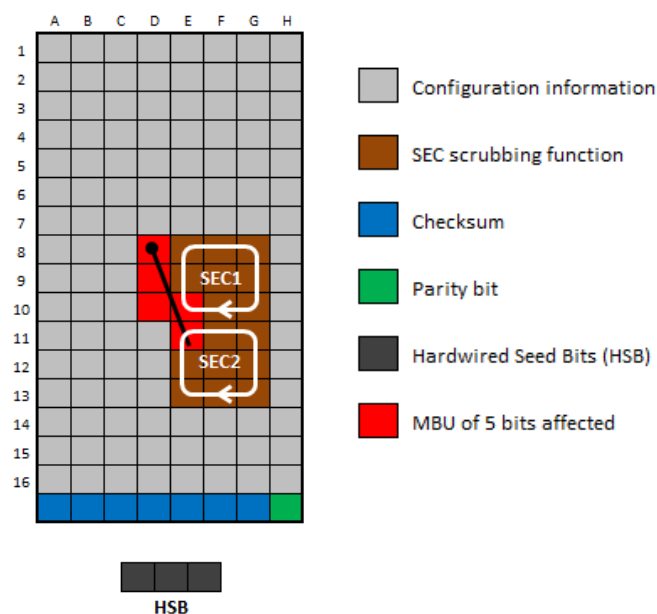 A B C D E F G H
1
2
3
4
5
6
7
8
9
10
11
12
13
14
15
16
SEC1
SEC2
HSB
Configuration information
SEC scrubbing function
Checksum
Parity bit
Hardwired Seed Bits (HSB)
MBU of 5 bits affected